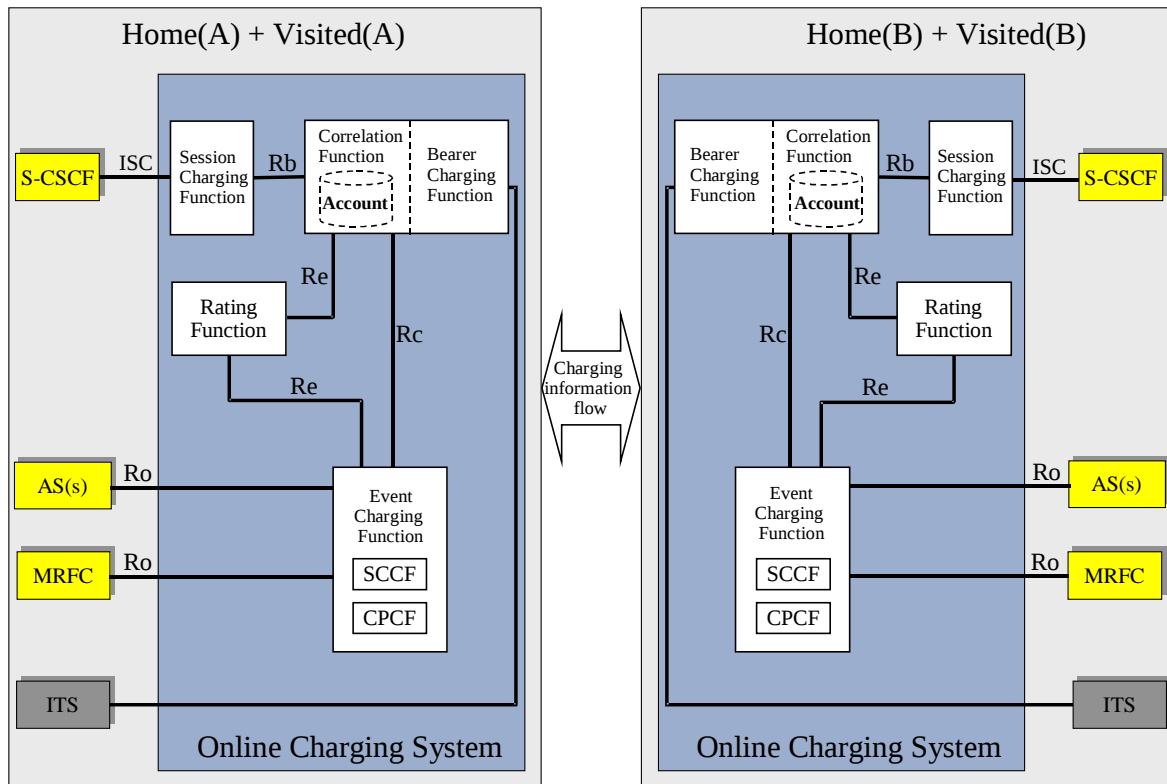 Home(A) + Visited(A)
S-CSCF
ISC
Session
Charging
Function
Rb
Correlation
Function
Account
Bearer
Charging
Function
Re
Rating
Function
Rc
Re
AS(s)
Ro
Event
Charging
Function
SCCF
CPCF
MRFC
Ro
ITS
Online Charging System
Charging
information
flow
Home(B) + Visited(B)
Bearer
Charging
Function
Correlation
Function
Account
Rb
Session
Charging
Function
ISC
S-CSCF
Re
Rating
Function
Rc
Re
Event
Charging
Function
SCCF
CPCF
Ro
AS(s)
Ro
MRFC
ITS
Online Charging System